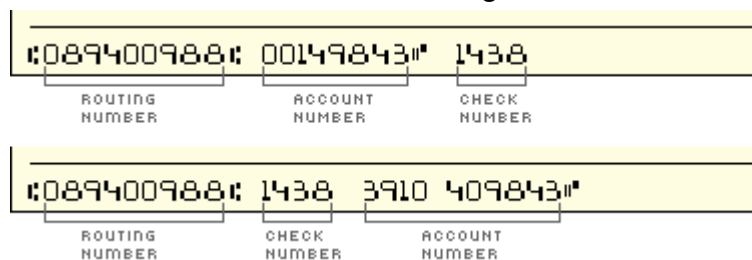 ⑆089400988⑆ 00149843⑈ 1438
ROUTING NUMBER
ACCOUNT NUMBER
CHECK NUMBER
⑆089400988⑆ 1438 3910 409843⑈
ROUTING NUMBER
CHECK NUMBER
ACCOUNT NUMBER